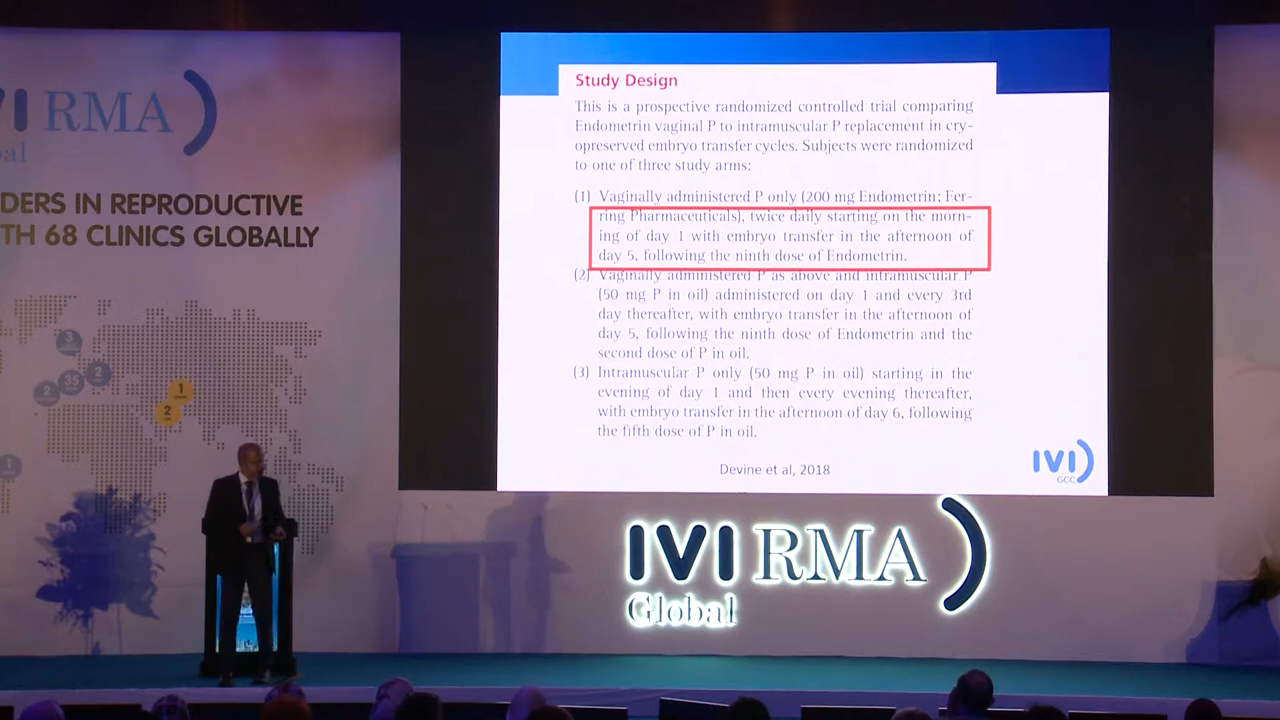 IVI RMA
bal
DERS IN REPRODUCTIVE
TH 68 CLINICS GLOBALLY
3
2
35
2
1
2
1
Study Design
This is a prospective randomized controlled trial comparing
Endometrin vaginal P to intramuscular P replacement in cry-
opreserved embryo transfer cycles. Subjects were randomized
to one of three study arms:
(1) Vaginally administered P only (200 mg Endometrin; Fer-
ring Pharmaceuticals), twice daily starting on the morn-
ing of day 1 with embryo transfer in the afternoon of
day 5, following the ninth dose of Endometrin.
(2) Vaginally administered P as above and intramuscular P
(50 mg P in oil) administered on day 1 and every 3rd
day thereafter, with embryo transfer in the afternoon of
day 5, following the ninth dose of Endometrin and the
second dose of P in oil.
(3) Intramuscular P only (50 mg P in oil) starting in the
evening of day 1 and then every evening thereafter,
with embryo transfer in the afternoon of day 6, following
the fifth dose of P in oil.
Devine et al, 2018
IVI
GCC
IVI RMA
Global